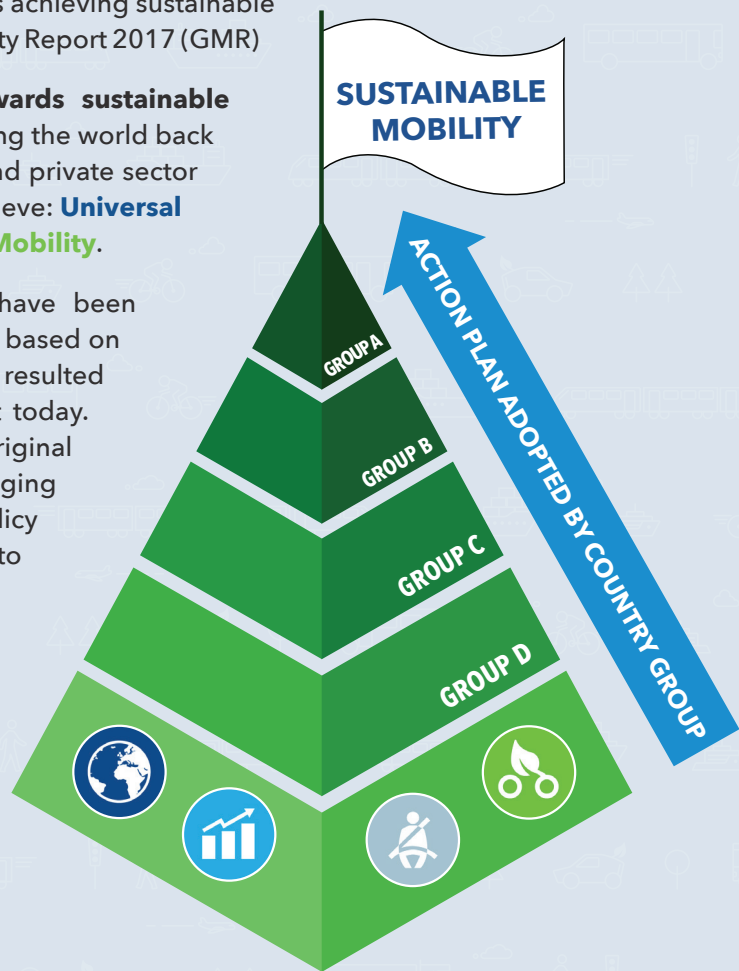 s achieving sustainable
ty Report 2017 (GMR)
wards sustainable
ng the world back
nd private sector
ieve: Universal
Mobility.
have been
based on
resulted
t today.
riginal
ging
licy
to
SUSTAINABLE
MOBILITY
GROUP A
GROUP B
GROUP C
GROUP D
ACTION PLAN ADOPTED BY COUNTRY GROUP